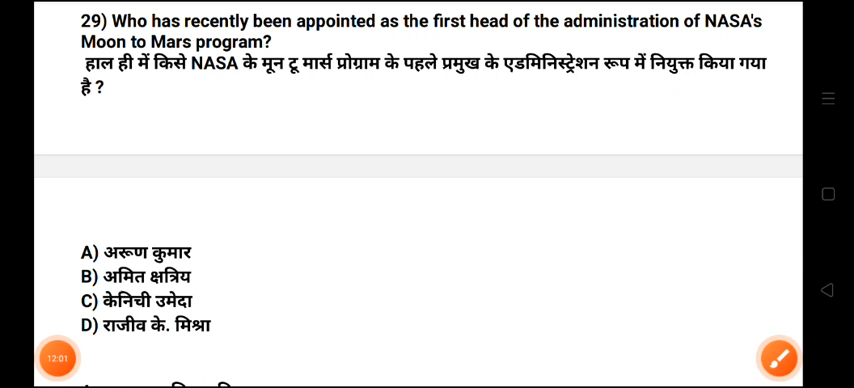 29) Who has recently been appointed as the first head of the administration of NASA's
Moon to Mars program?
हाल ही में किसे NASA के मून टू मार्स प्रोग्राम के पहले प्रमुख के एडमिनिस्ट्रेशन रूप में नियुक्त किया गया
है ?
A) अरूण कुमार
B) अमित क्षत्रिय
C) केनिची उमेदा
D) राजीव के. मिश्रा
12:01